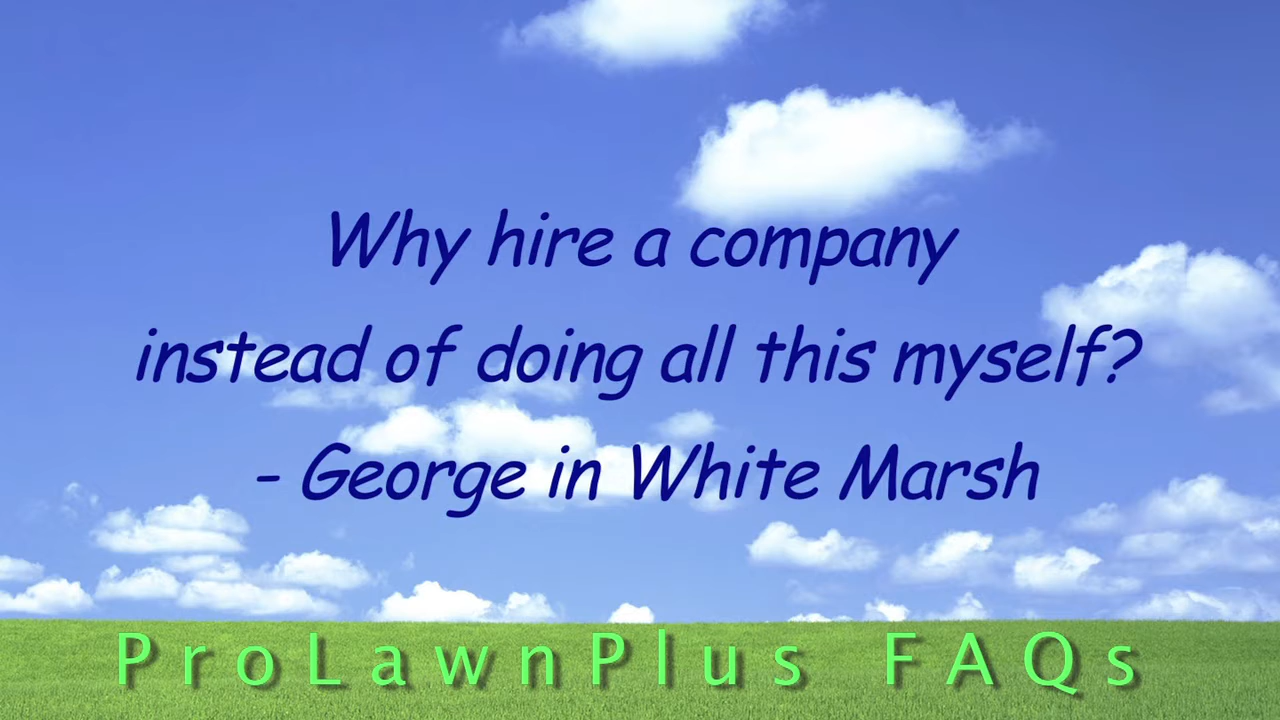 Why hire a company
instead of doing all this myself?
- George in White Marsh
ProLawnPlus FAQs